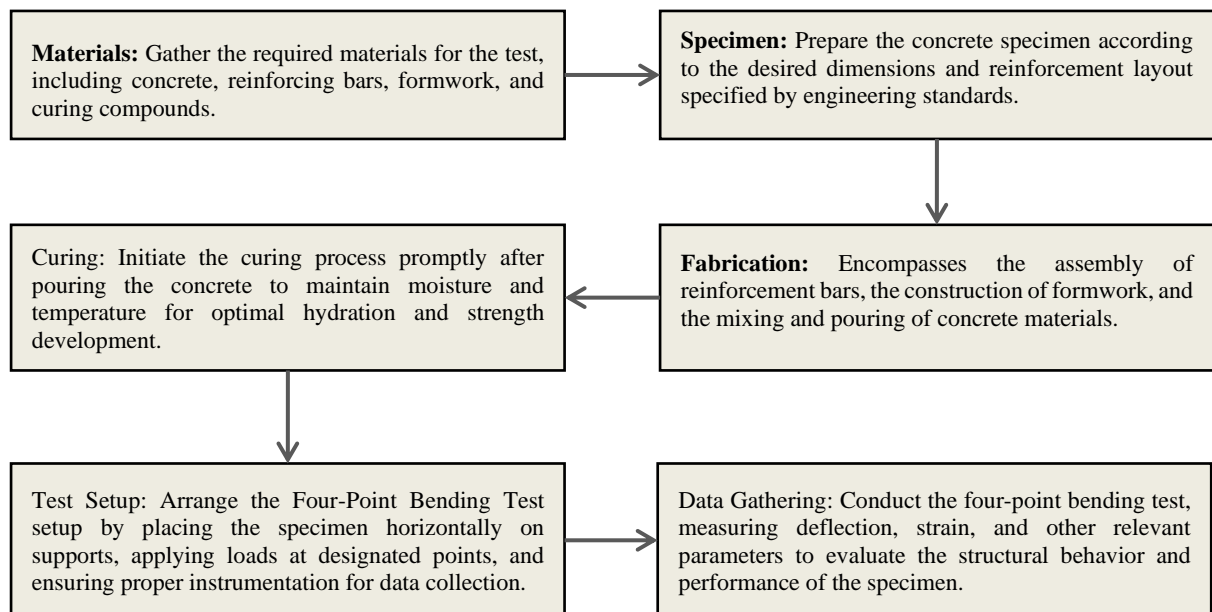 Materials: Gather the required materials for the test,
including concrete, reinforcing bars, formwork, and
curing compounds.
Specimen: Prepare the concrete specimen according
to the desired dimensions and reinforcement layout
specified by engineering standards.
Curing: Initiate the curing process promptly after
pouring the concrete to maintain moisture and
temperature for optimal hydration and strength
development.
Fabrication: Encompasses the assembly of
reinforcement bars, the construction of formwork, and
the mixing and pouring of concrete materials.
Test Setup: Arrange the Four-Point Bending Test
setup by placing the specimen horizontally on
supports, applying loads at designated points, and
ensuring proper instrumentation for data collection.
Data Gathering: Conduct the four-point bending test,
measuring deflection, strain, and other relevant
parameters to evaluate the structural behavior and
performance of the specimen.